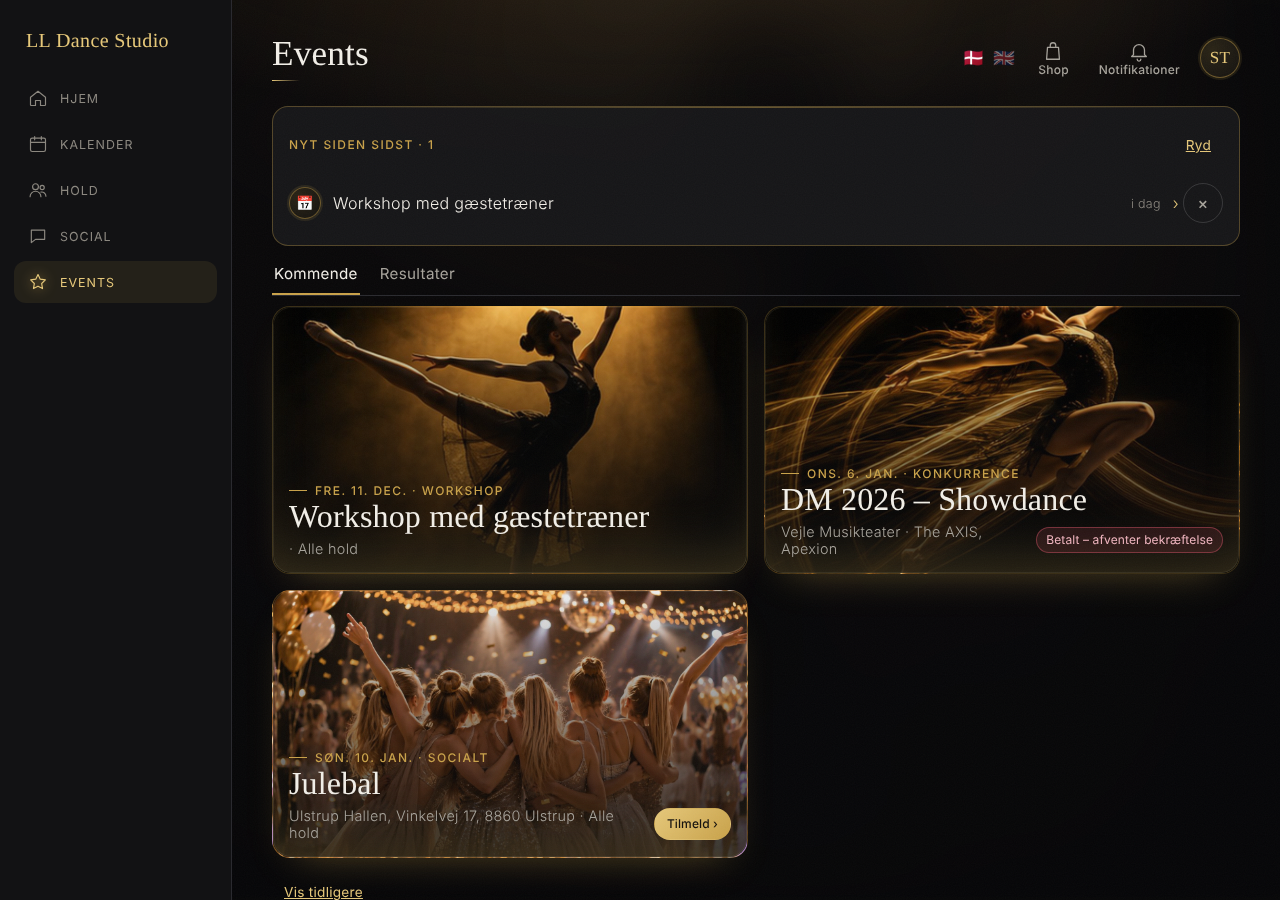 LL Dance Studio
HJEM
KALENDER
HOLD
SOCIAL
EVENTS
Events
Shop
Notifikationer
ST
NYT SIDEN SIDST · 1
Ryd
Workshop med gæstetræner
i dag › ×
Kommende
Resultater
FRE. 11. DEC. · WORKSHOP
Workshop med gæstetræner
· Alle hold
ONS. 6. JAN. · KONKURRENCE
DM 2026 – Showdance
Vejle Musikteater · The AXIS,
Apexion
Betalt – afventer bekræftelse
SØN. 10. JAN. · SOCIALT
Julebal
Ulstrup Hallen, Vinkelvej 17, 8860 Ulstrup · Alle
hold
Tilmeld ›
Vis tidligere